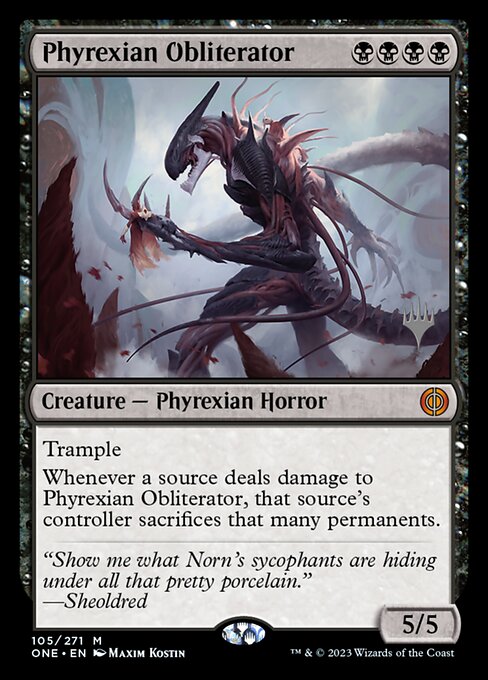 Phyrexian Obliterator
Creature — Phyrexian Horror
Trample
Whenever a source deals damage to
Phyrexian Obliterator, that source's
controller sacrifices that many permanents.
“Show me what Norn’s sycophants are hiding
under all that pretty porcelain.”
—Sheoldred
5/5
105/271 M
ONE • EN Maxim Kostin
™ & © 2023 Wizards of the Coast